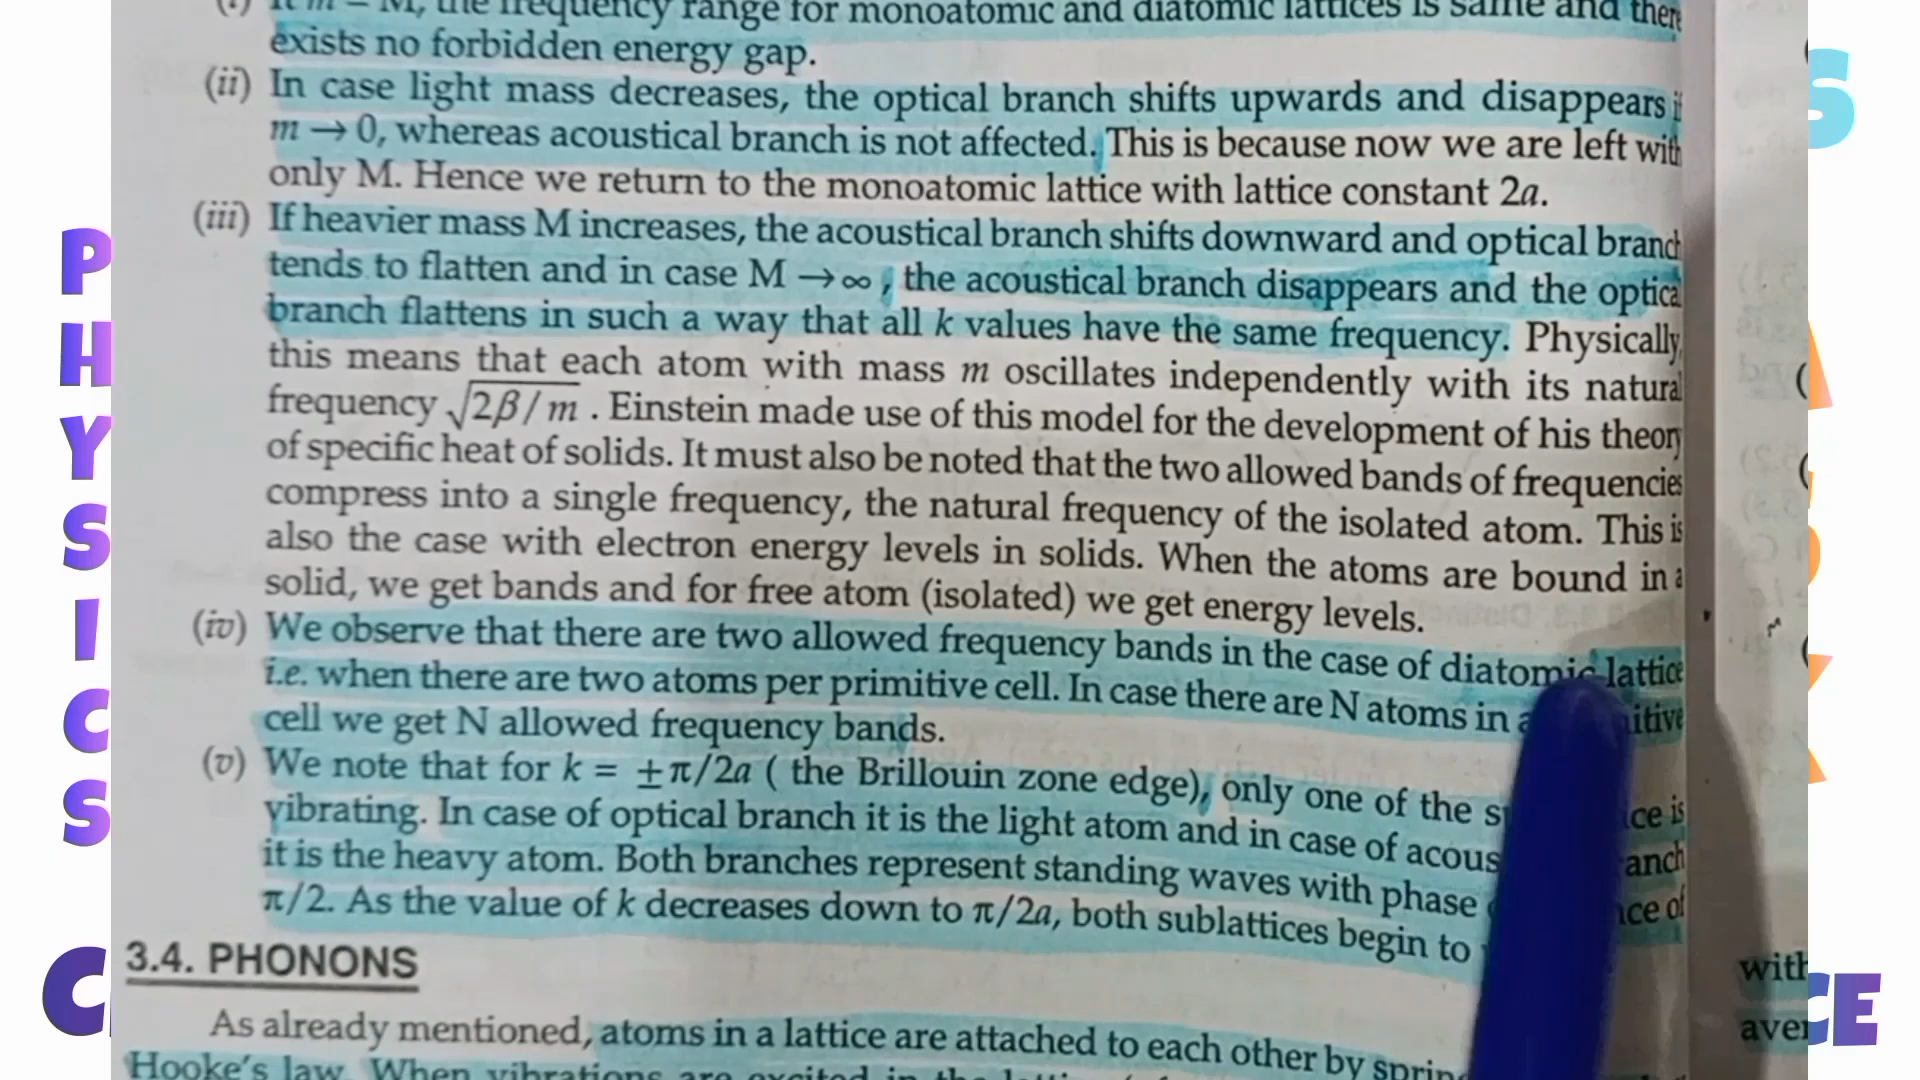 m = M, the frequency range for monoatomic and diatomic lattices is same and there
exists no forbidden energy gap.
(ii) In case light mass decreases, the optical branch shifts upwards and disappears if
m → 0, whereas acoustical branch is not affected. This is because now we are left with
only M. Hence we return to the monoatomic lattice with lattice constant 2a.
(iii) If heavier mass M increases, the acoustical branch shifts downward and optical branch
tends to flatten and in case M → ∞, the acoustical branch disappears and the optical
branch flattens in such a way that all k values have the same frequency. Physically,
this means that each atom with mass m oscillates independently with its natural
frequency √2β/m . Einstein made use of this model for the development of his theory
of specific heat of solids. It must also be noted that the two allowed bands of frequencies
compress into a single frequency, the natural frequency of the isolated atom. This is
also the case with electron energy levels in solids. When the atoms are bound in a
solid, we get bands and for free atom (isolated) we get energy levels.
(iv) We observe that there are two allowed frequency bands in the case of diatomic lattice
i.e. when there are two atoms per primitive cell. In case there are N atoms in a
cell we get N allowed frequency bands.
(v) We note that for k = ±π/2a ( the Brillouin zone edge), only one of the is
vibrating. In case of optical branch it is the light atom and in case of
it is the heavy atom. Both branches represent standing waves with phase of
π/2. As the value of k decreases down to π/2a, both sublattices begin to
3.4. PHONONS
As already mentioned, atoms in a lattice are attached to each other by
Hooke's law. When vibrations are excited in the
with
PHYSICS